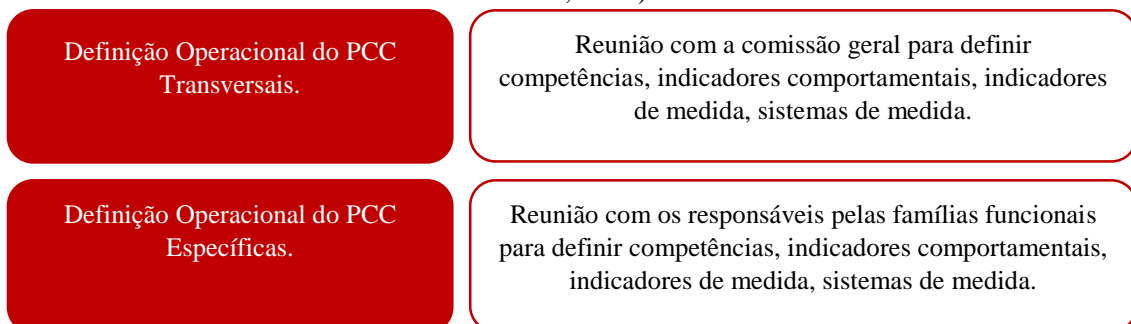 Definição Operacional do PCC
Transversais.
Reunião com a comissão geral para definir
competências, indicadores comportamentais, indicadores
de medida, sistemas de medida.
Definição Operacional do PCC
Específicas.
Reunião com os responsáveis pelas famílias funcionais
para definir competências, indicadores comportamentais,
indicadores de medida, sistemas de medida.